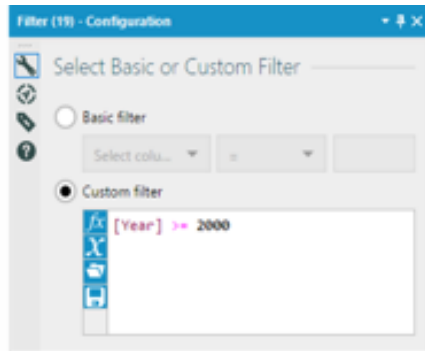 Filter (19) - Configuration
Select Basic or Custom Filter
Basic filter
Select colu... =
Custom filter
fx [Year] >= 2000
X